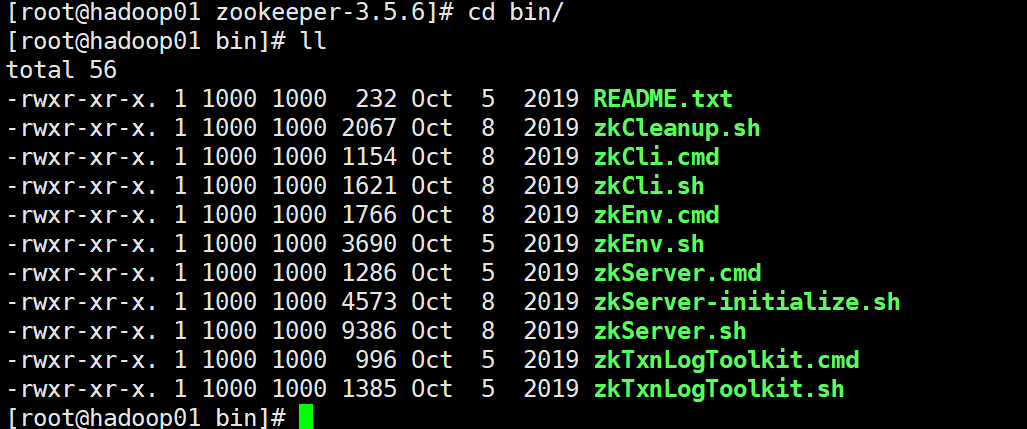 [root@hadoop01 zookeeper-3.5.6]# cd bin/
[root@hadoop01 bin]# ll
total 56
-rwxr-xr-x. 1 1000 1000  232 Oct  5  2019 README.txt
-rwxr-xr-x. 1 1000 1000 2067 Oct  8  2019 zkCleanup.sh
-rwxr-xr-x. 1 1000 1000 1154 Oct  8  2019 zkCli.cmd
-rwxr-xr-x. 1 1000 1000 1621 Oct  8  2019 zkCli.sh
-rwxr-xr-x. 1 1000 1000 1766 Oct  8  2019 zkEnv.cmd
-rwxr-xr-x. 1 1000 1000 3690 Oct  5  2019 zkEnv.sh
-rwxr-xr-x. 1 1000 1000 1286 Oct  5  2019 zkServer.cmd
-rwxr-xr-x. 1 1000 1000 4573 Oct  8  2019 zkServer-initialize.sh
-rwxr-xr-x. 1 1000 1000 9386 Oct  8  2019 zkServer.sh
-rwxr-xr-x. 1 1000 1000  996 Oct  5  2019 zkTxnLogToolkit.cmd
-rwxr-xr-x. 1 1000 1000 1385 Oct  5  2019 zkTxnLogToolkit.sh
[root@hadoop01 bin]#